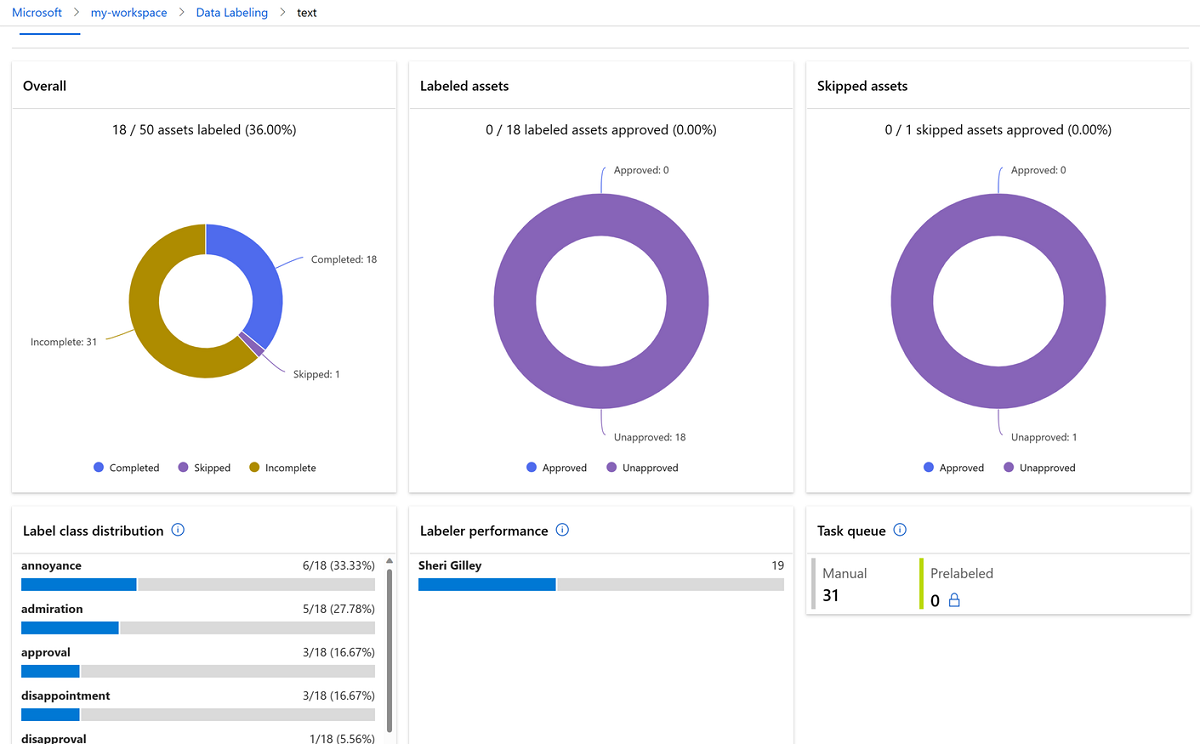 Microsoft > my-workspace > Data Labeling > text
Overall
18 / 50 assets labeled (36.00%)
Completed: 18
Incomplete: 31
Skipped: 1
Completed Skipped Incomplete
Labeled assets
0 / 18 labeled assets approved (0.00%)
Approved: 0
Unapproved: 18
Approved Unapproved
Skipped assets
0 / 1 skipped assets approved (0.00%)
Approved: 0
Unapproved: 1
Approved Unapproved
Label class distribution
annoyance 6/18 (33.33%)
admiration 5/18 (27.78%)
approval 3/18 (16.67%)
disappointment 3/18 (16.67%)
disapproval 1/18 (5.56%)
Labeler performance
Sheri Gilley 19
Task queue
Manual
31
Prelabeled
0